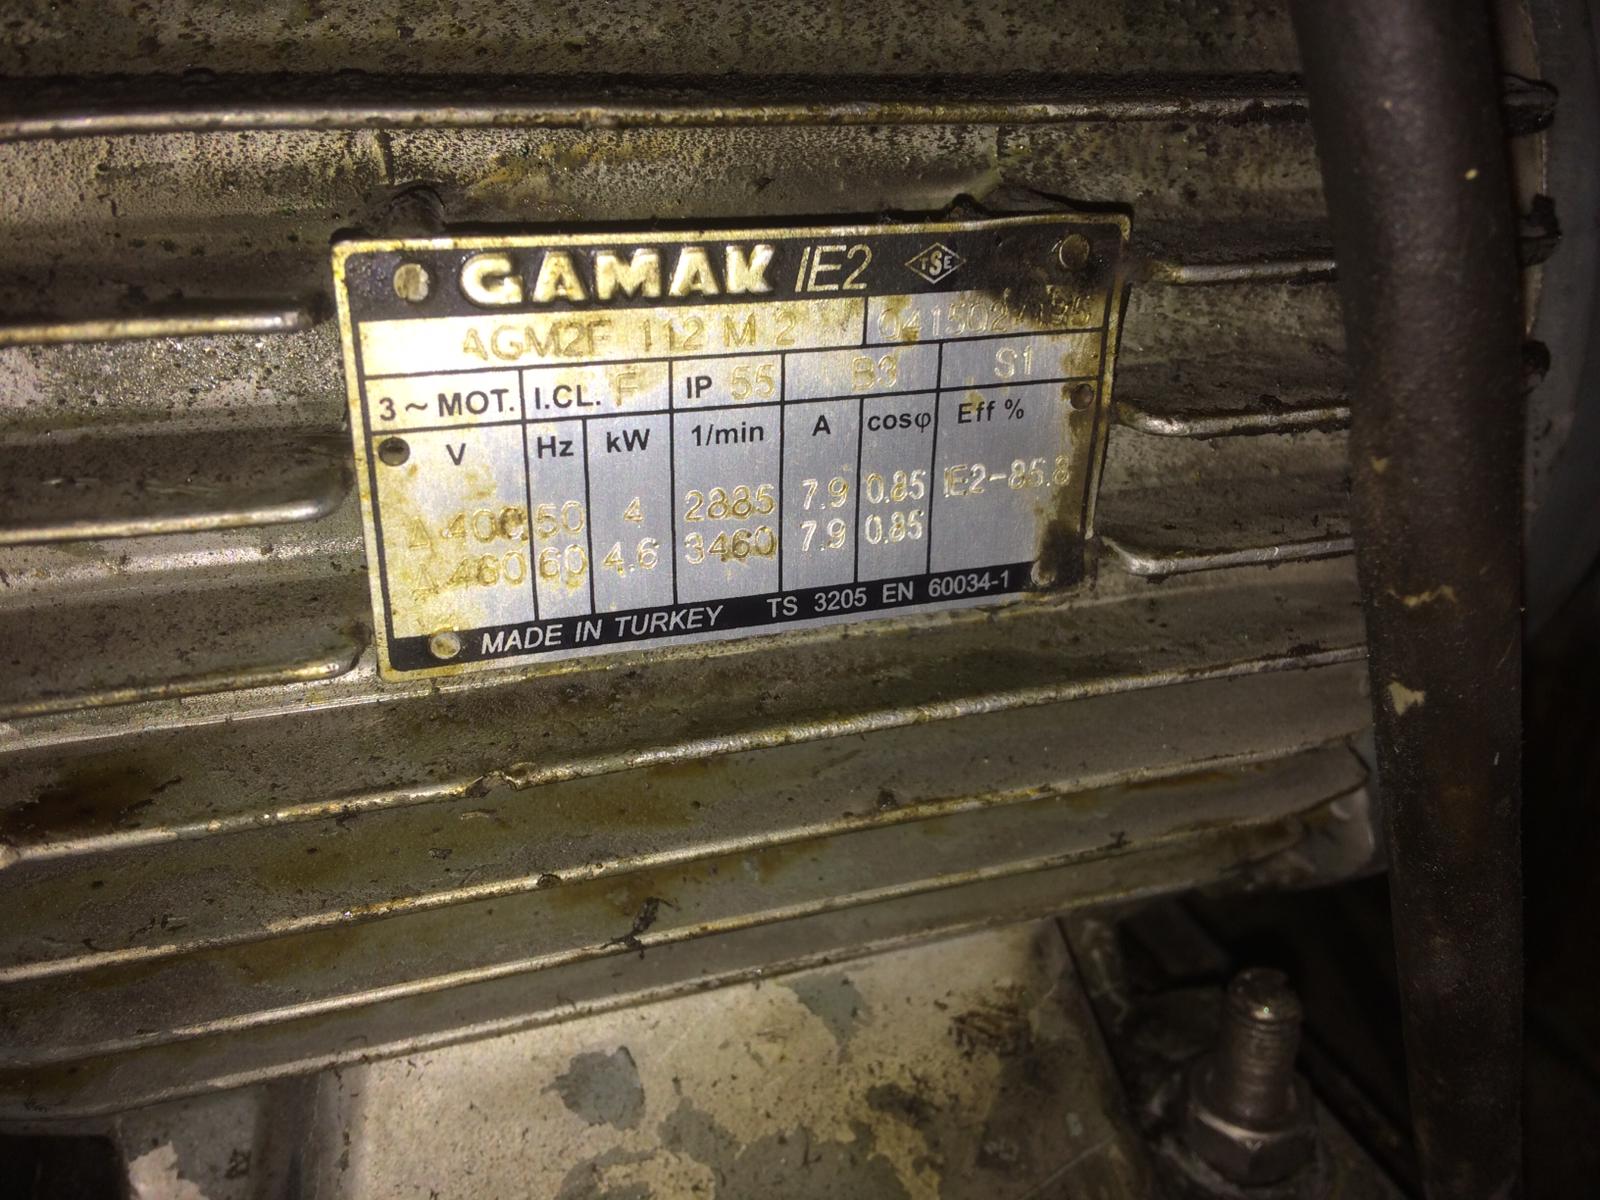 GAMAK IE2 TSE
AGM2E 112 M 2
3~MOT. I.CL. F IP 55 B3 S1
V Hz kW 1/min A cosφ Eff %
Δ 400 50 4 2885 7.9 0.85 IE2-85.8
Δ 460 60 4.6 3460 7.9 0.85
MADE IN TURKEY TS 3205 EN 60034-1